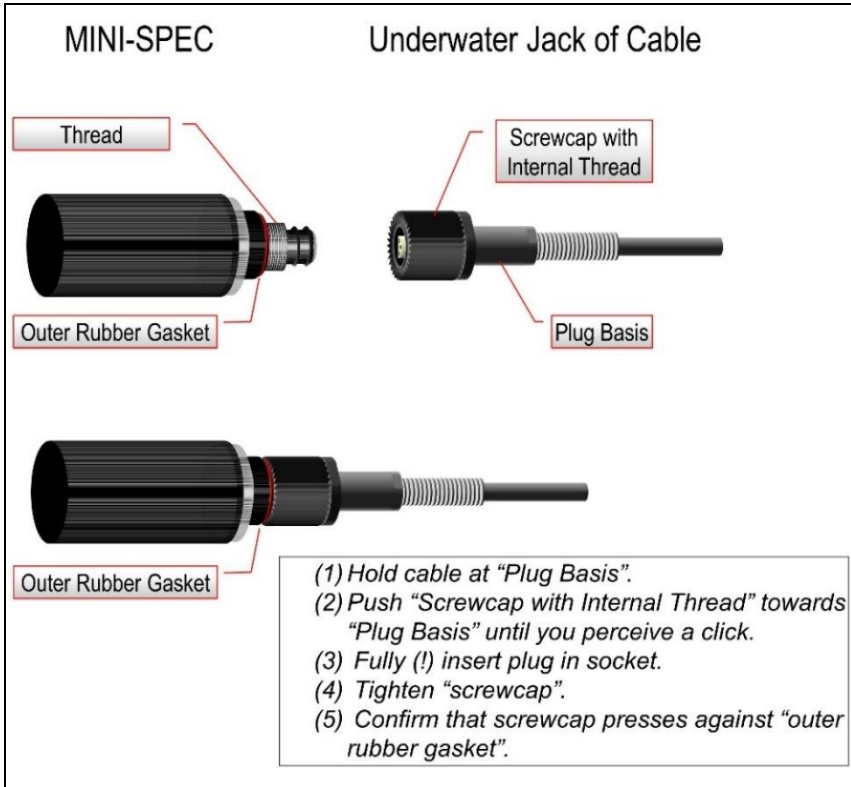 MINI-SPEC
Underwater Jack of Cable
Thread
Screwcap with
Internal Thread
Outer Rubber Gasket
Plug Basis
Outer Rubber Gasket
(1) Hold cable at “Plug Basis”.
(2) Push “Screwcap with Internal Thread” towards
“Plug Basis” until you perceive a click.
(3) Fully (!) insert plug in socket.
(4) Tighten “screwcap”.
(5) Confirm that screwcap presses against “outer
rubber gasket”.